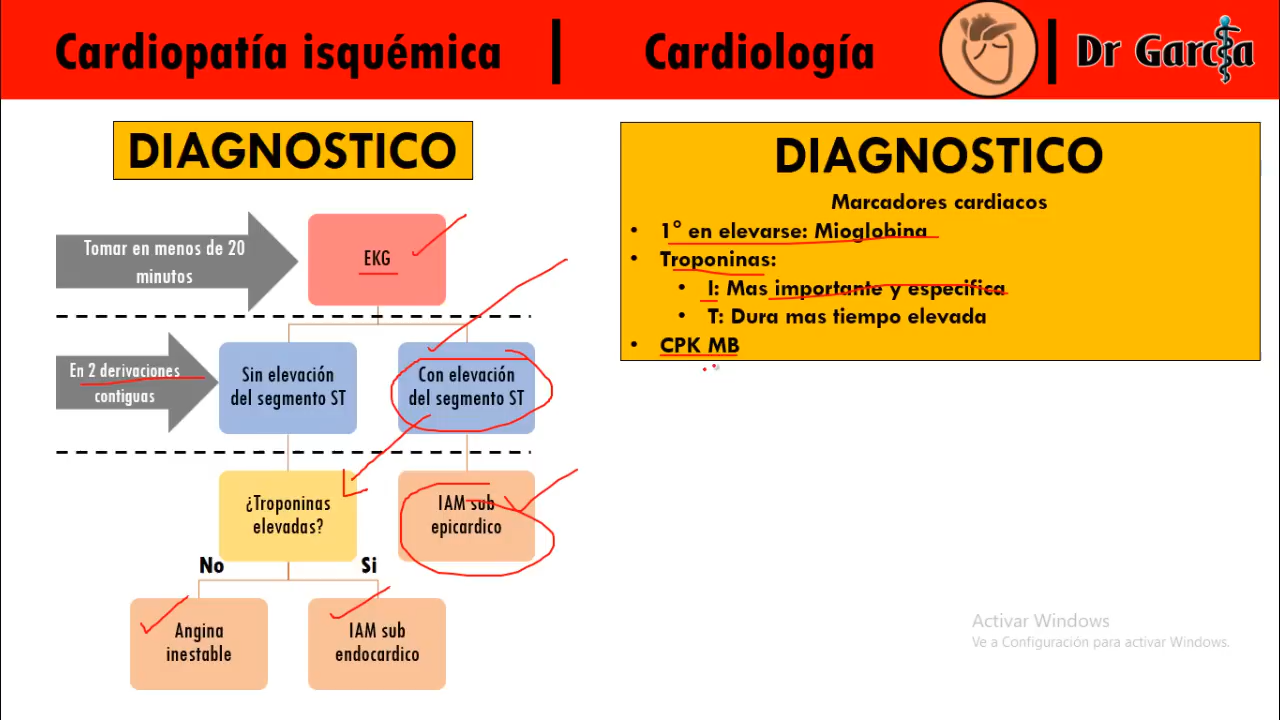 Cardiopatía isquémica | Cardiología | Dr García
DIAGNOSTICO
Tomar en menos de 20
minutos
EKG
En 2 derivaciones
contiguas
Sin elevación
del segmento ST
Con elevación
del segmento ST
¿Troponinas
elevadas?
IAM sub
epicardico
No
Si
Angina
inestable
IAM sub
endocardico
DIAGNOSTICO
Marcadores cardiacos
• 1° en elevarse: Mioglobina
• Troponinas:
• I: Mas importante y especifica
• T: Dura mas tiempo elevada
• CPK MB
Activar Windows
Ve a Configuración para activar Windows.